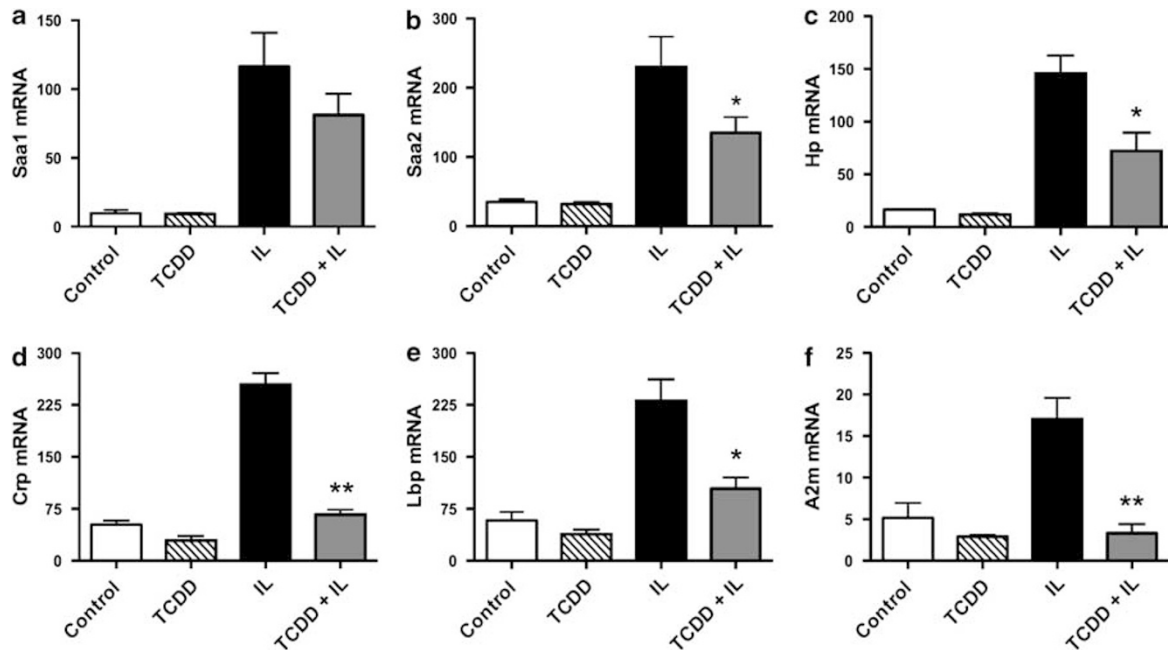 a
Saa1 mRNA
150
100
50
0
Control
TCDD
IL
TCDD + IL
b
Saa2 mRNA
300
200
100
0
*
Control
TCDD
IL
TCDD + IL
c
Hp mRNA
200
150
100
50
0
*
Control
TCDD
IL
TCDD + IL
d
Crp mRNA
300
225
150
75
0
**
Control
TCDD
IL
TCDD + IL
e
Lbp mRNA
300
225
150
75
0
*
Control
TCDD
IL
TCDD + IL
f
A2m mRNA
25
20
15
10
5
0
**
Control
TCDD
IL
TCDD + IL